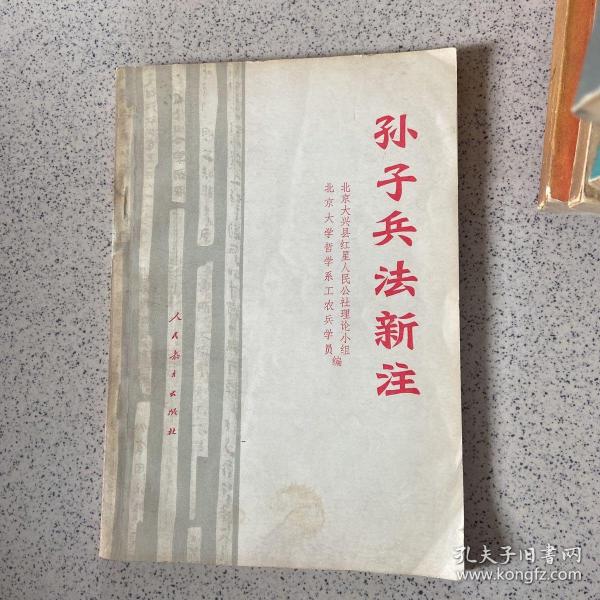 孙子兵法新注
北京大兴县红星人民公社理论小组
北京大学哲学系工农兵学员
编
人民教育出版社
孔夫子旧书网
www.kongfz.com